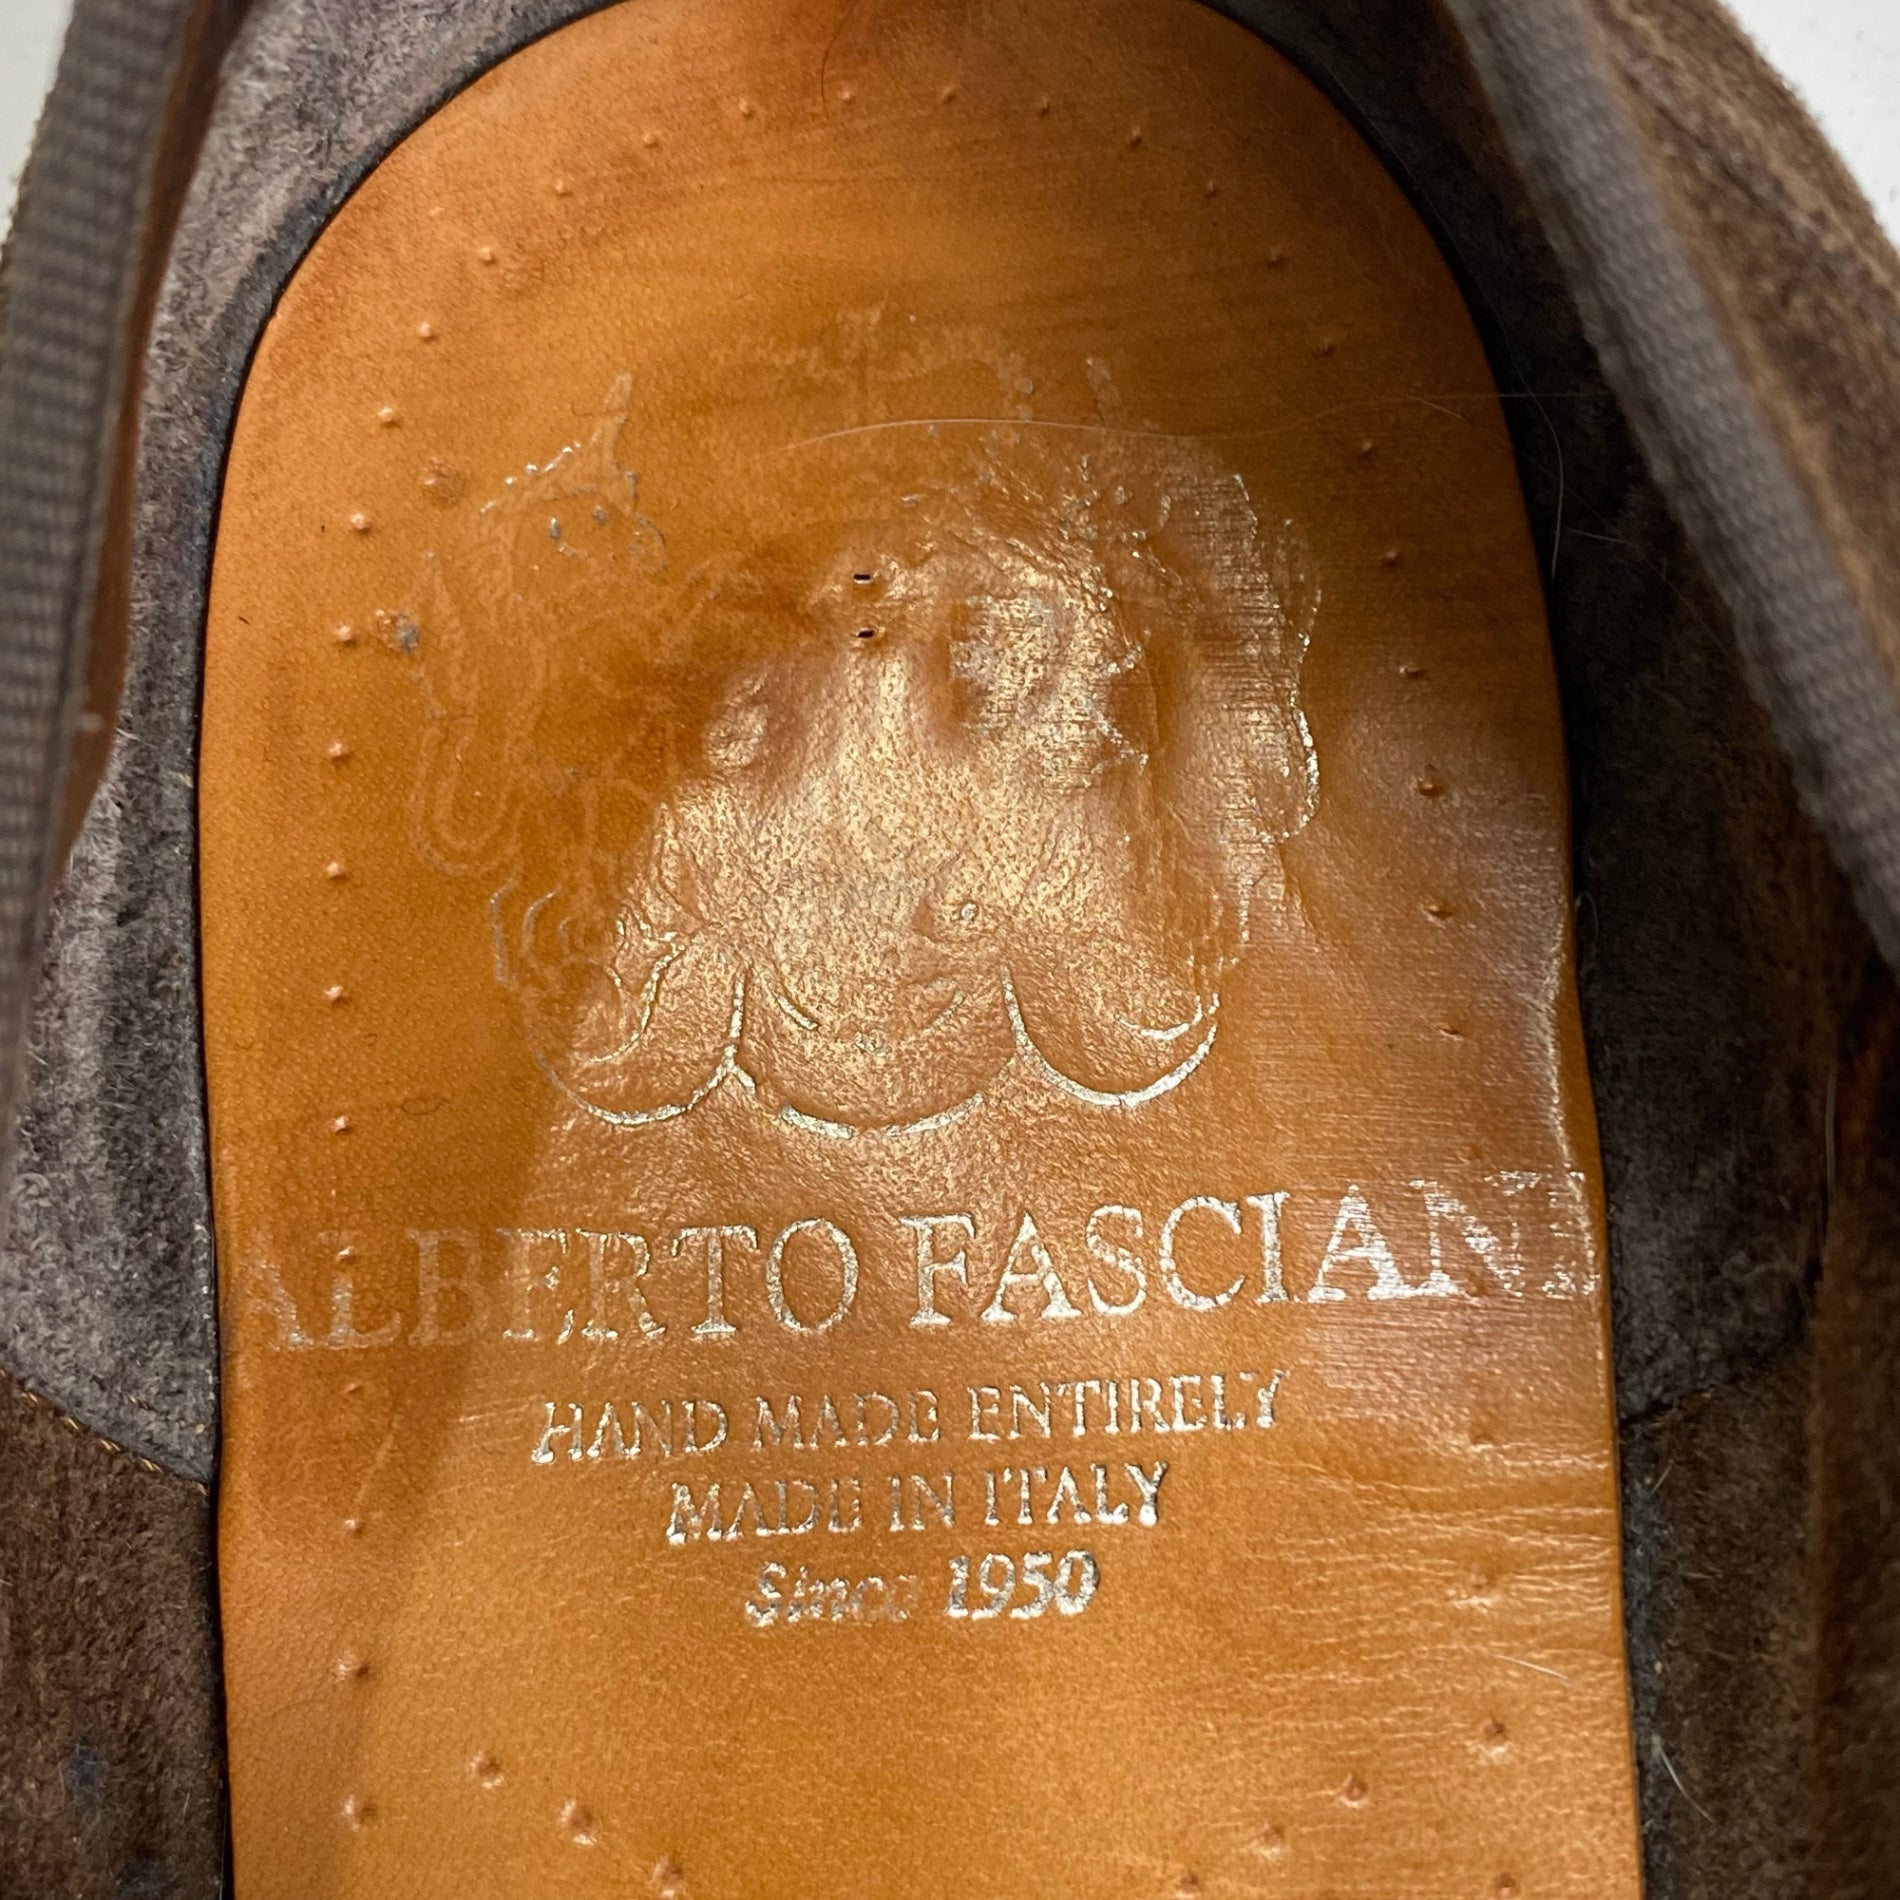 ALBERTO FASCIANI
HAND MADE ENTIRELY
MADE IN ITALY
Since 1950